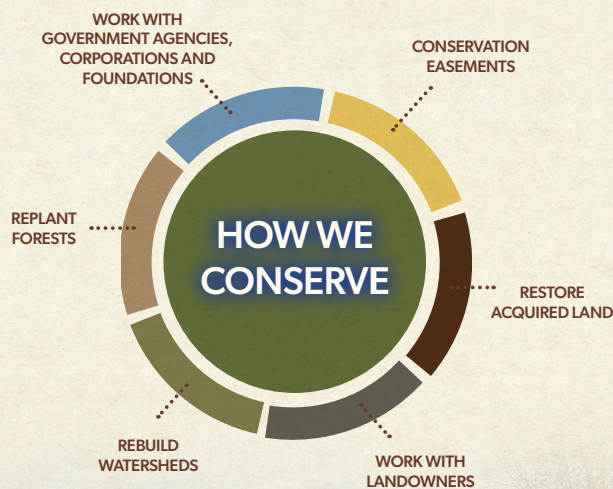 WORK WITH
GOVERNMENT AGENCIES,
CORPORATIONS AND
FOUNDATIONS
CONSERVATION
EASEMENTS
REPLANT
FORESTS
HOW WE
CONSERVE
RESTORE
ACQUIRED LAND
REBUILD
WATERSHEDS
WORK WITH
LANDOWNERS